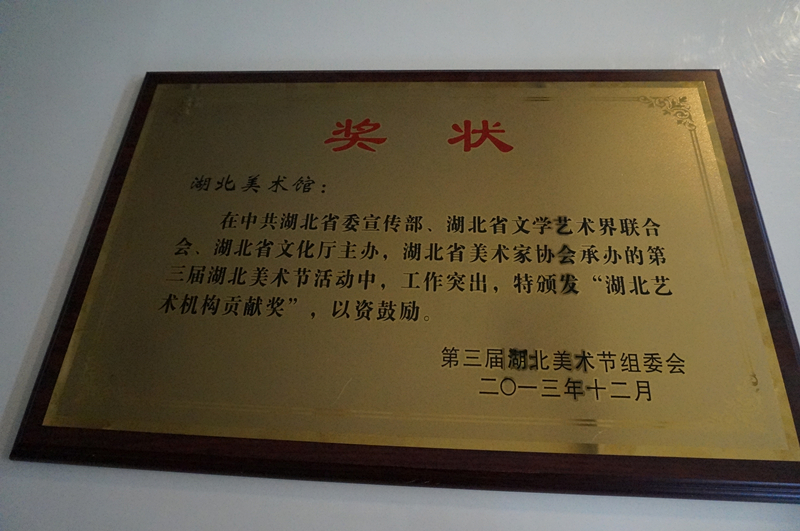 奖 状
湖北美术馆：
在中共湖北省委宣传部、湖北省文学艺术界联合
会、湖北省文化厅主办，湖北省美术家协会承办的第
三届湖北美术节活动中，工作突出，特颁发“湖北艺
术机构贡献奖”，以资鼓励。
第三届湖北美术节组委会
二〇一三年十二月